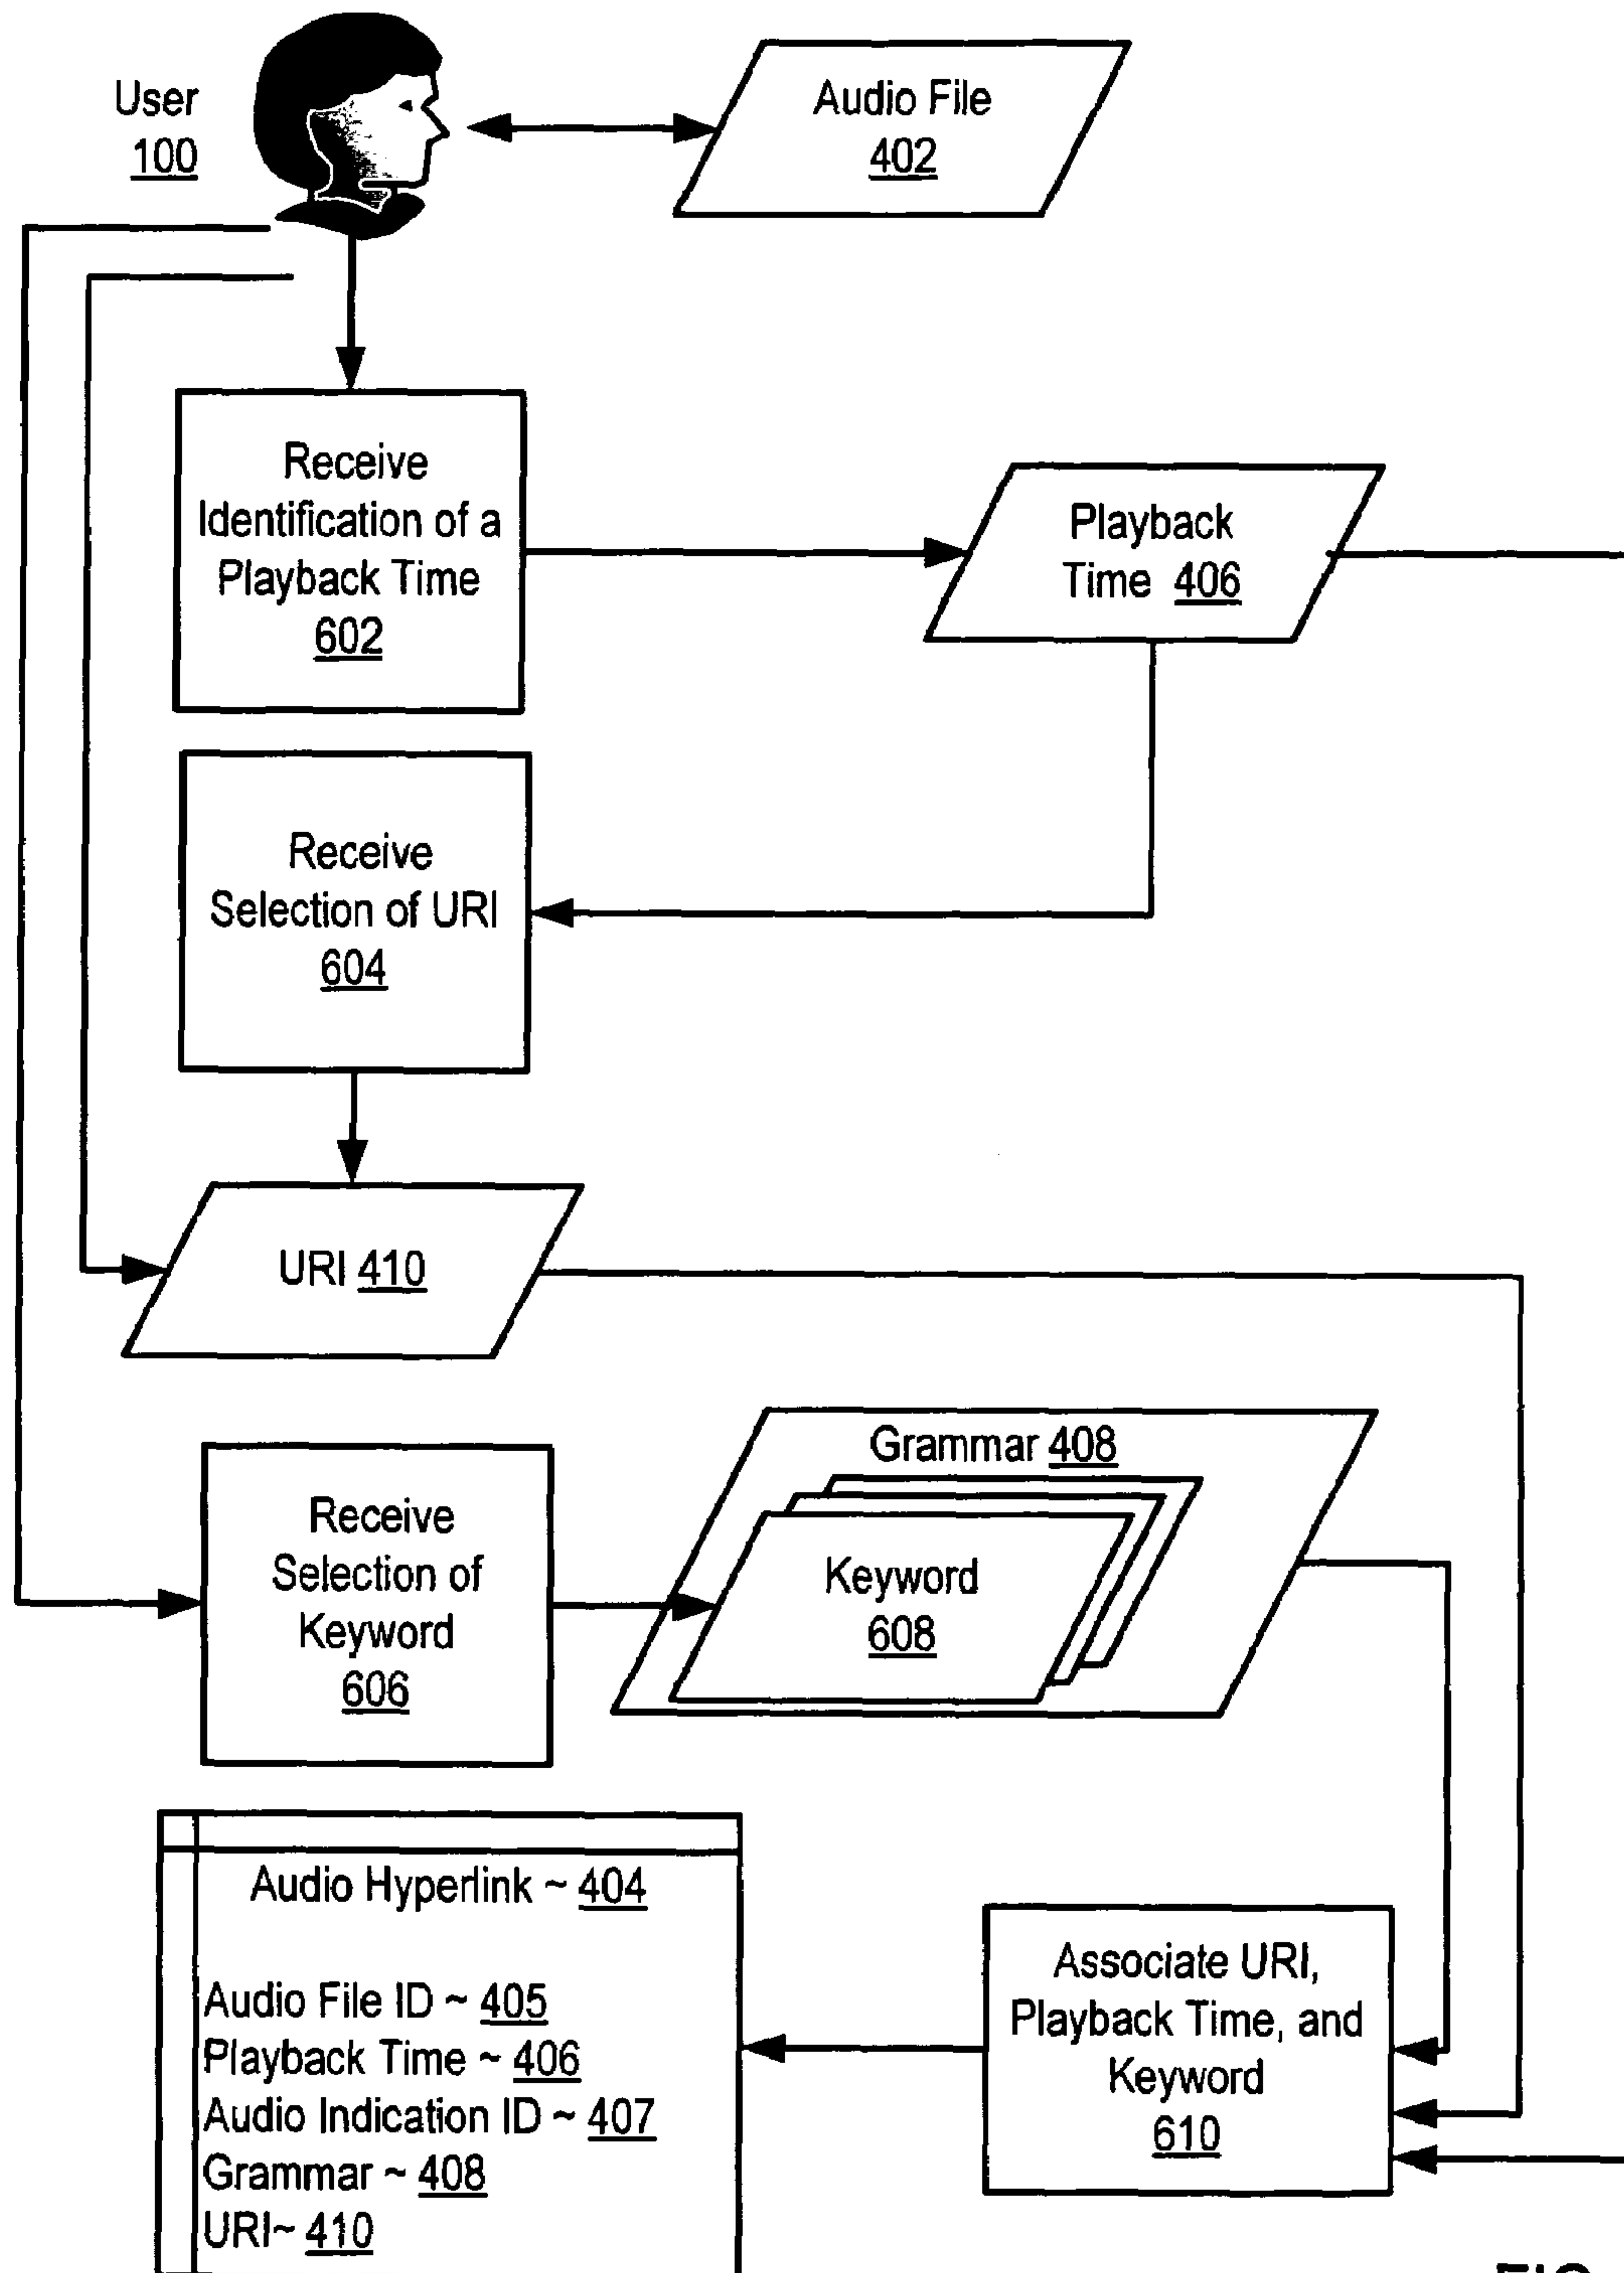 User
100
Audio File
402
Receive
Identification of a
Playback Time
602
Playback
Time 406
Receive
Selection of URI
604
URI 410
Grammar 408
Receive
Selection of
Keyword
606
Keyword
608
Audio Hyperlink ~ 404
Audio File ID ~ 405
Playback Time ~ 406
Audio Indication ID ~ 407
Grammar ~ 408
URI~ 410
Associate URI,
Playback Time, and
Keyword
610